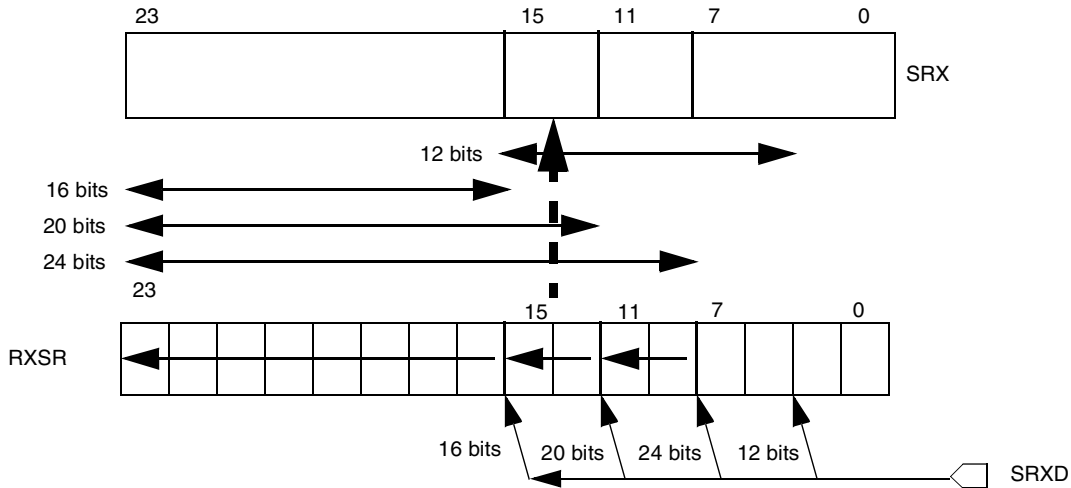 23 15 11 7 0
SRX
12 bits
16 bits
20 bits
24 bits
23
15 11 7 0
RXSR
16 bits 20 bits 24 bits 12 bits
SRXD